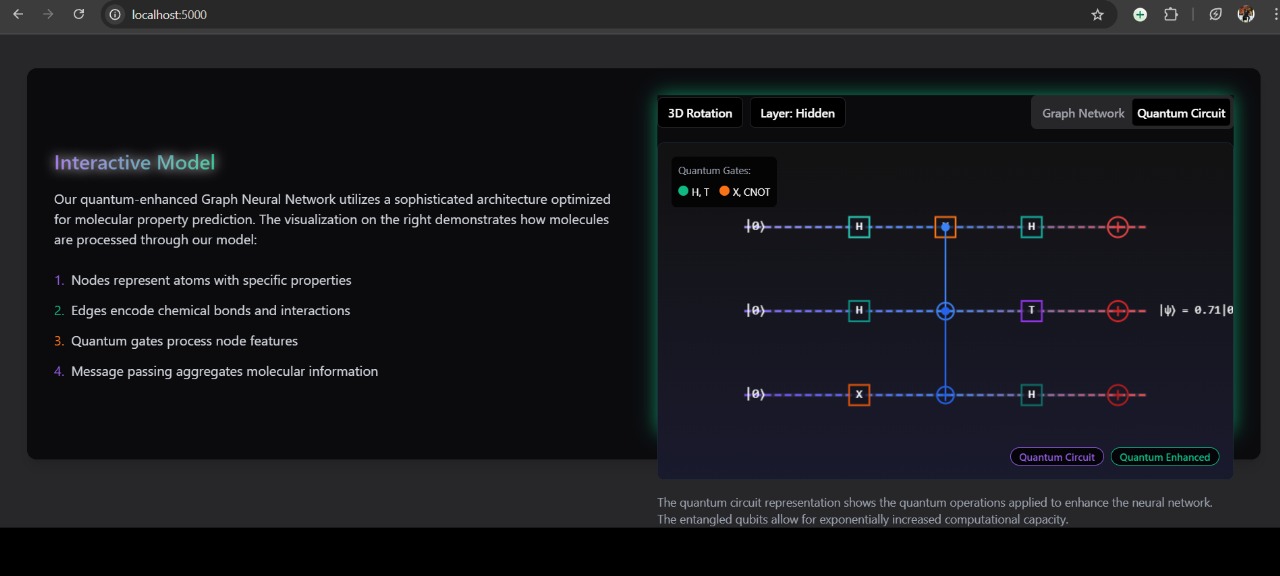 localhost:5000
3D Rotation
Layer: Hidden
Graph Network
Quantum Circuit
Interactive Model
Our quantum-enhanced Graph Neural Network utilizes a sophisticated architecture optimized
for molecular property prediction. The visualization on the right demonstrates how molecules
are processed through our model:
1. Nodes represent atoms with specific properties
2. Edges encode chemical bonds and interactions
3. Quantum gates process node features
4. Message passing aggregates molecular information
Quantum Gates:
H, T
X, CNOT
|0⟩ H H
|0⟩ H T |ψ⟩ = 0.71|0
|0⟩ X H
Quantum Circuit
Quantum Enhanced
The quantum circuit representation shows the quantum operations applied to enhance the neural network.
The entangled qubits allow for exponentially increased computational capacity.